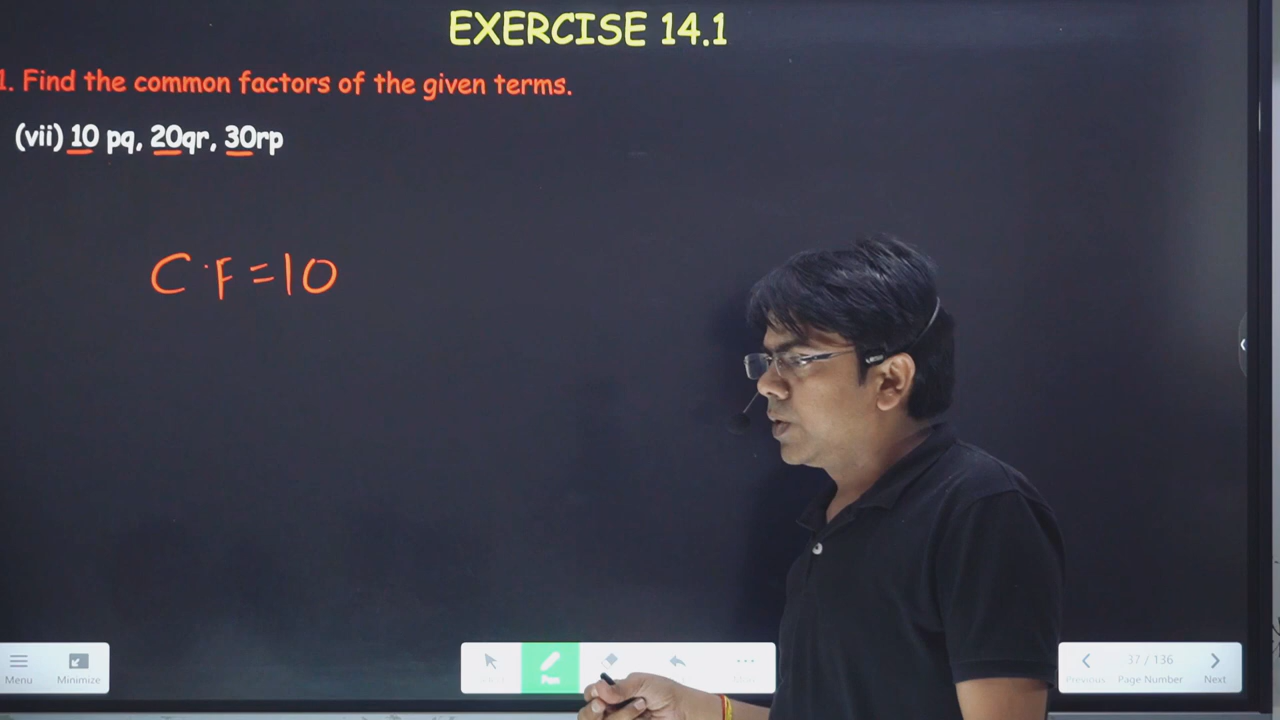 EXERCISE 14.1
1. Find the common factors of the given terms.
(vii) 10 pq, 20qr, 30rp
C.F=10
Menu Minimize Pen 37 / 136
Previous Page Number Next